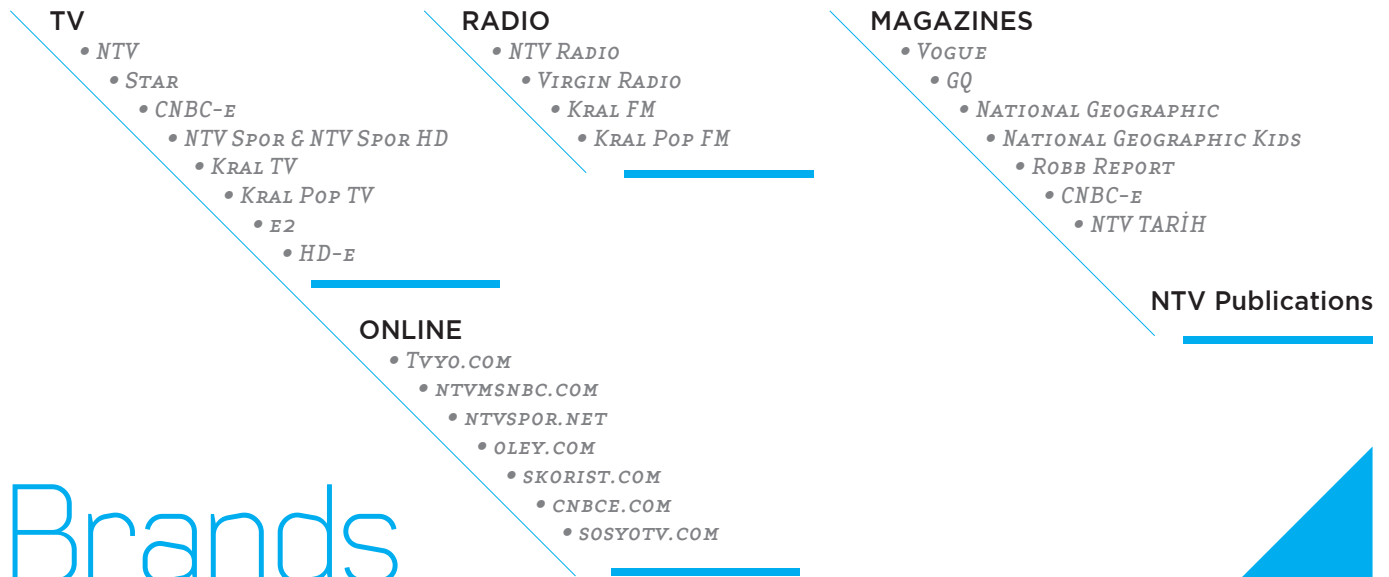 TV
• NTV
• Star
• CNBC-e
• NTV Spor & NTV Spor HD
• Kral TV
• Kral Pop TV
• e2
• HD-e
RADIO
• NTV Radio
• Virgin Radio
• Kral FM
• Kral Pop FM
MAGAZINES
• Vogue
• GQ
• National Geographic
• National Geographic Kids
• Robb Report
• CNBC-e
• NTV TARİH
NTV Publications
ONLINE
• Tvyo.com
• ntvmsnbc.com
• ntvspor.net
• oley.com
• skorist.com
• cnbce.com
• sosyotv.com
Brands